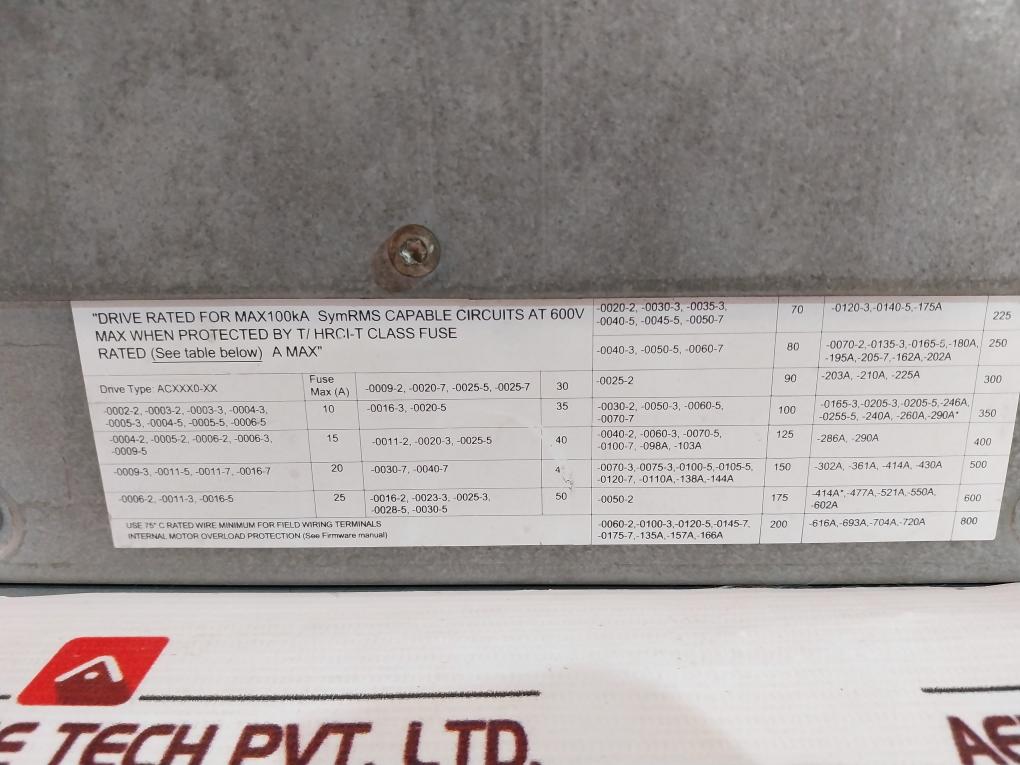 "DRIVE RATED FOR MAX100kA SymRMS CAPABLE CIRCUITS AT 600V
MAX WHEN PROTECTED BY T/ HRCI-T CLASS FUSE
RATED (See table below) A MAX"
Drive Type: ACXXX0-XX
Fuse
Max (A)
-0002-2, -0003-2, -0003-3, -0004-3,
-0005-3, -0004-5, -0005-5, -0006-5
10
-0004-2, -0005-2, -0006-2, -0006-3,
-0009-5
15
-0009-3, -0011-5, -0011-7, -0016-7
20
-0006-2, -0011-3, -0016-5
25
USE 75° C RATED WIRE MINIMUM FOR FIELD WIRING TERMINALS
INTERNAL MOTOR OVERLOAD PROTECTION (See Firmware manual)
-0009-2, -0020-7, -0025-5, -0025-7
30
-0016-3, -0020-5
35
-0011-2, -0020-3, -0025-5
40
-0030-7, -0040-7
-0016-2, -0023-3, -0025-3,
-0028-5, -0030-5
50
-0020-2, -0030-3, -0035-3,
-0040-5, -0045-5, -0050-7
70
-0040-3, -0050-5, -0060-7
80
-0025-2
90
-0030-2, -0050-3, -0060-5,
-0070-7
100
-0040-2, -0060-3, -0070-5,
-0100-7, -098A, -103A
125
-0070-3, -0075-3, -0100-5, -0105-5,
-0120-7, -0110A, -138A, -144A
150
-0050-2
175
-0060-2,-0100-3,-0120-5,-0145-7,
-0175-7,-135A,-157A,-166A
200
-0120-3,-0140-5,-175A
225
-0070-2,-0135-3,-0165-5,-180A,
-195A,-205-7,-162A,-202A
250
-203A, -210A, -225A
300
-0165-3,-0205-3,-0205-5,-246A,
-0255-5, -240A, -260A,-290A*
350
-286A, -290A
400
-302A, -361A, -414A, -430A
500
-414A*,-477A,-521A,-550A,
-602A
600
-616A,-693A,-704A,-720A
800
E TECH PVT. LTD.